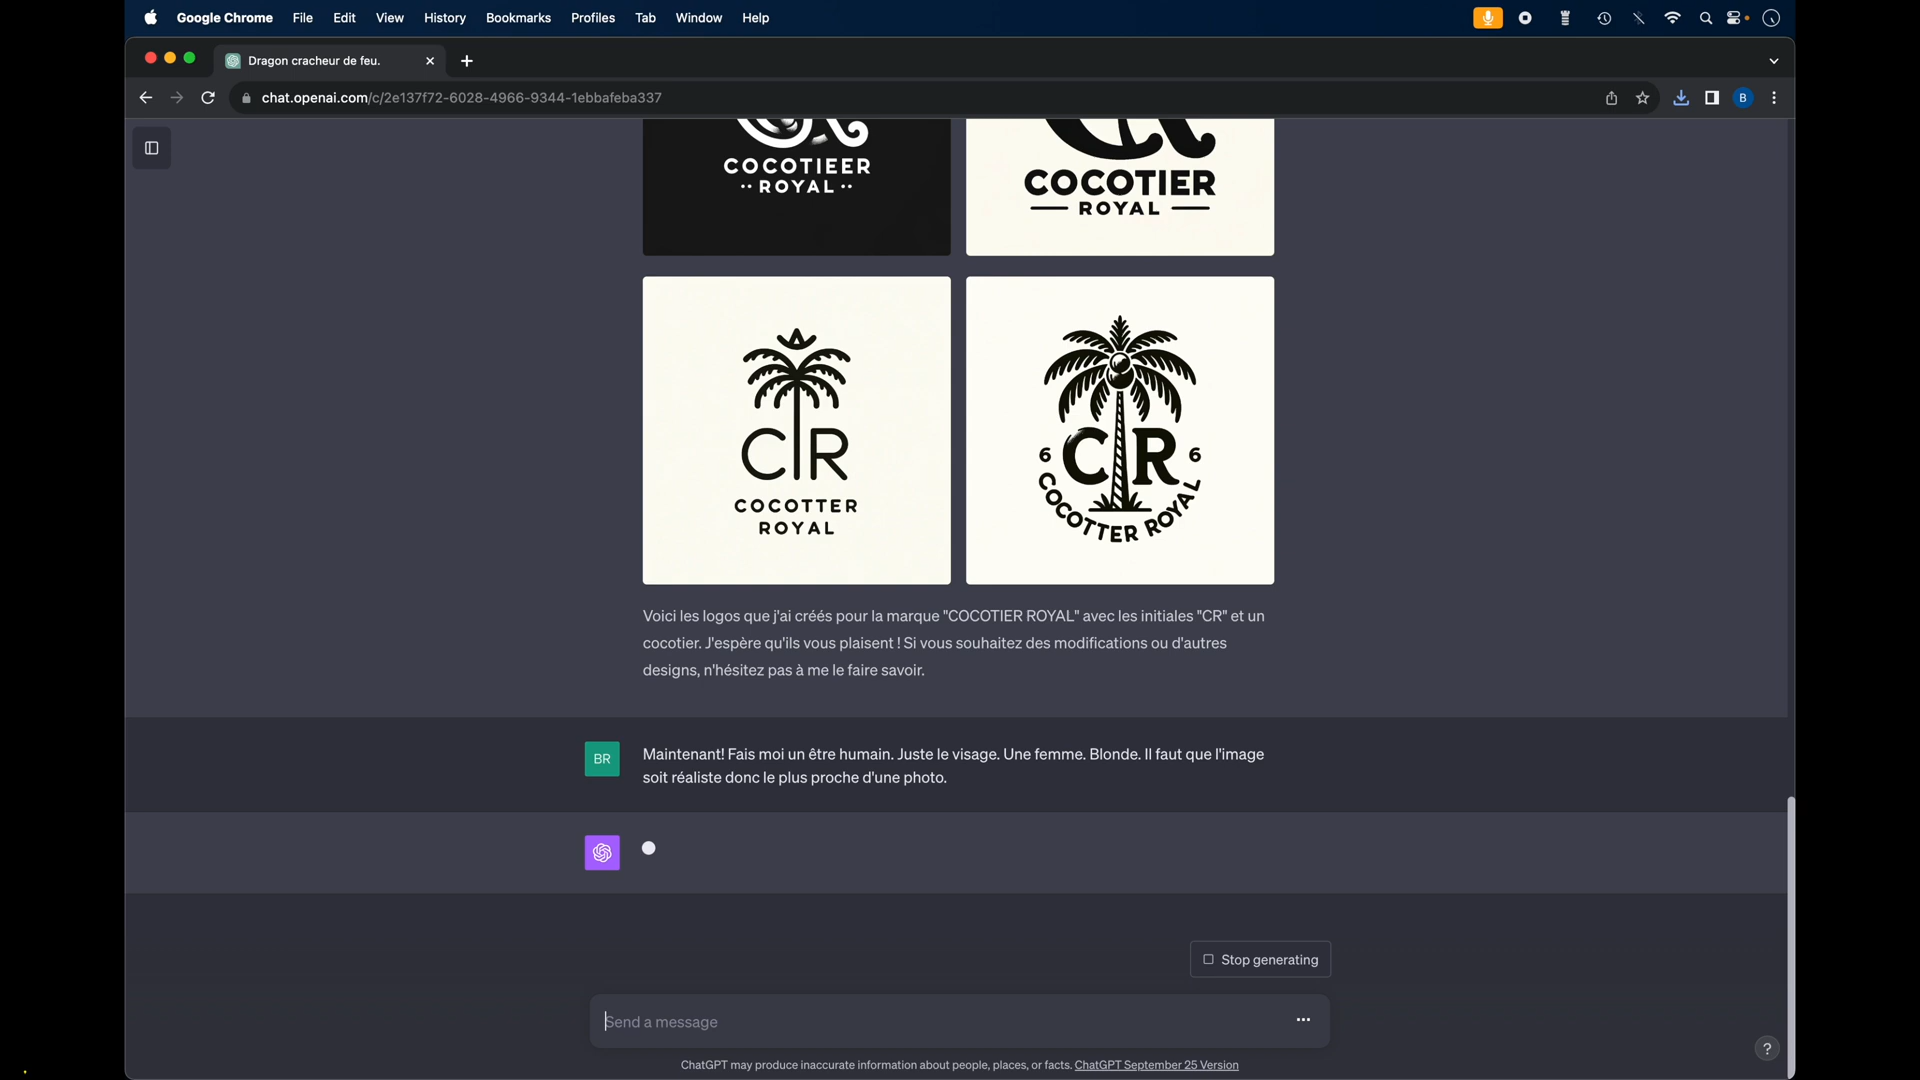 Google Chrome File Edit View History Bookmarks Profiles Tab Window Help
Dragon cracheur de feu.
chat.openai.com/c/2e137f72-6028-4966-9344-1ebbafeba337
B
COCOTIEER
ROYAL
COCOTIER
ROYAL
CR
COCOTTER
ROYAL
6 CR 6
COCOTTER ROYAL
Voici les logos que j'ai créés pour la marque "COCOTIER ROYAL" avec les initiales "CR" et un
cocotier. J'espère qu'ils vous plaisent ! Si vous souhaitez des modifications ou d'autres
designs, n'hésitez pas à me le faire savoir.
BR
Maintenant! Fais moi un être humain. Juste le visage. Une femme. Blonde. Il faut que l'image
soit réaliste donc le plus proche d'une photo.
Stop generating
Send a message
ChatGPT may produce inaccurate information about people, places, or facts. ChatGPT September 25 Version
?